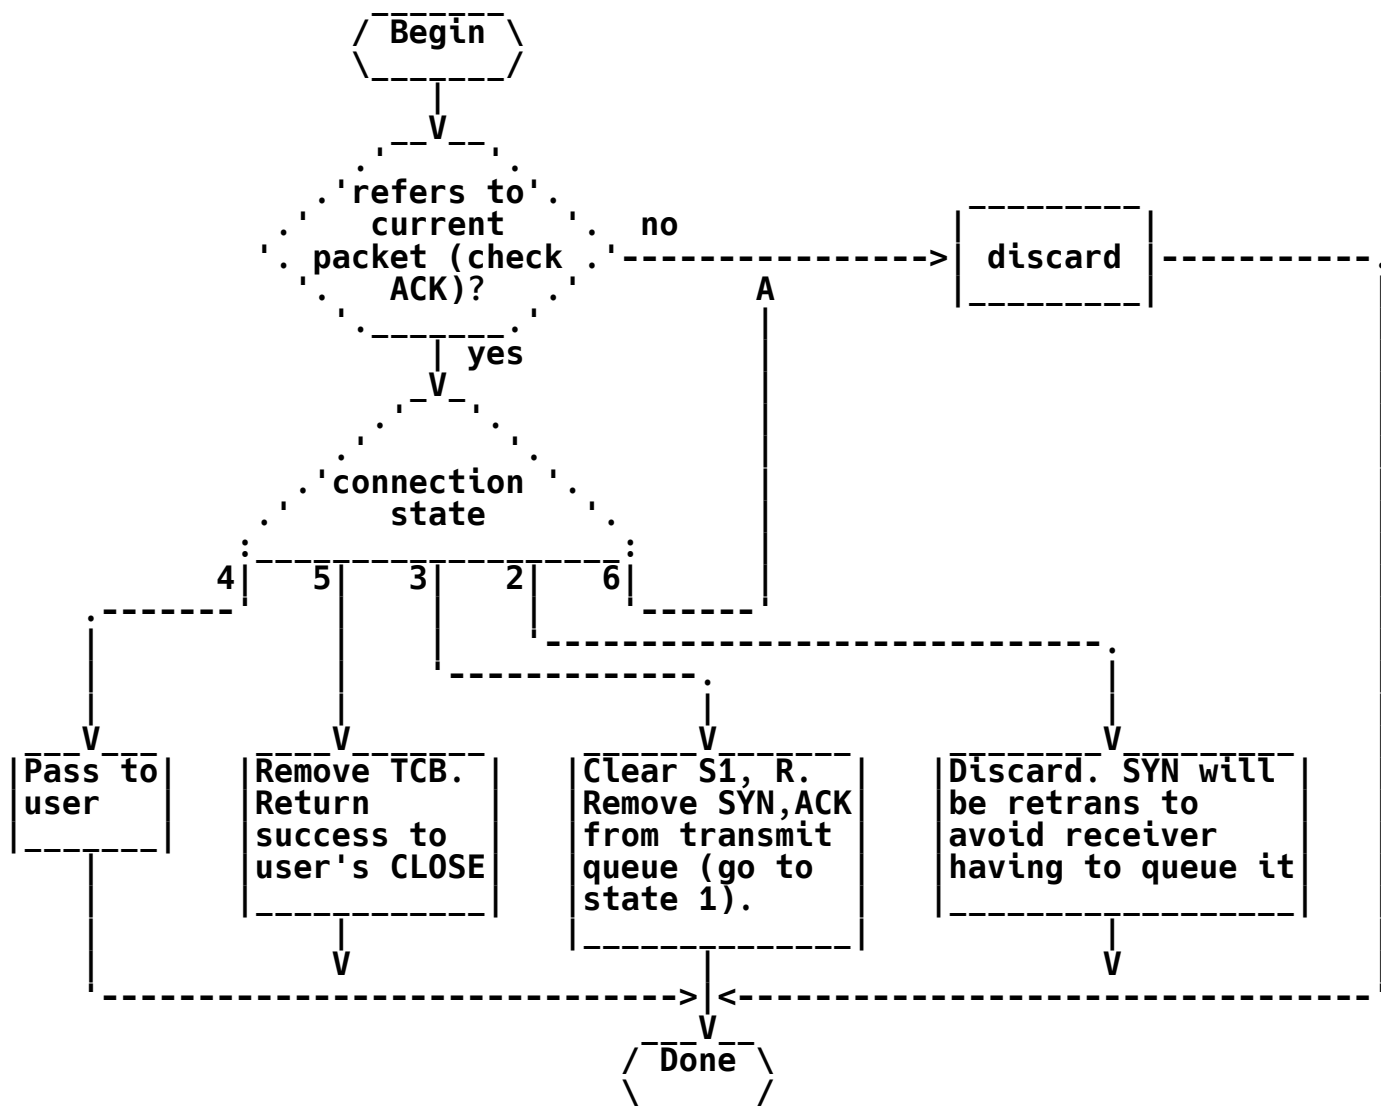 Begin
refers to
current
packet (check
ACK)?
no
discard
yes
connection
state
4 5 3 2 6
Pass to
user
Remove TCB.
Return
success to
user's CLOSE
Clear S1, R.
Remove SYN,ACK
from transmit
queue (go to
state 1).
Discard. SYN will
be retrans to
avoid receiver
having to queue it
Done